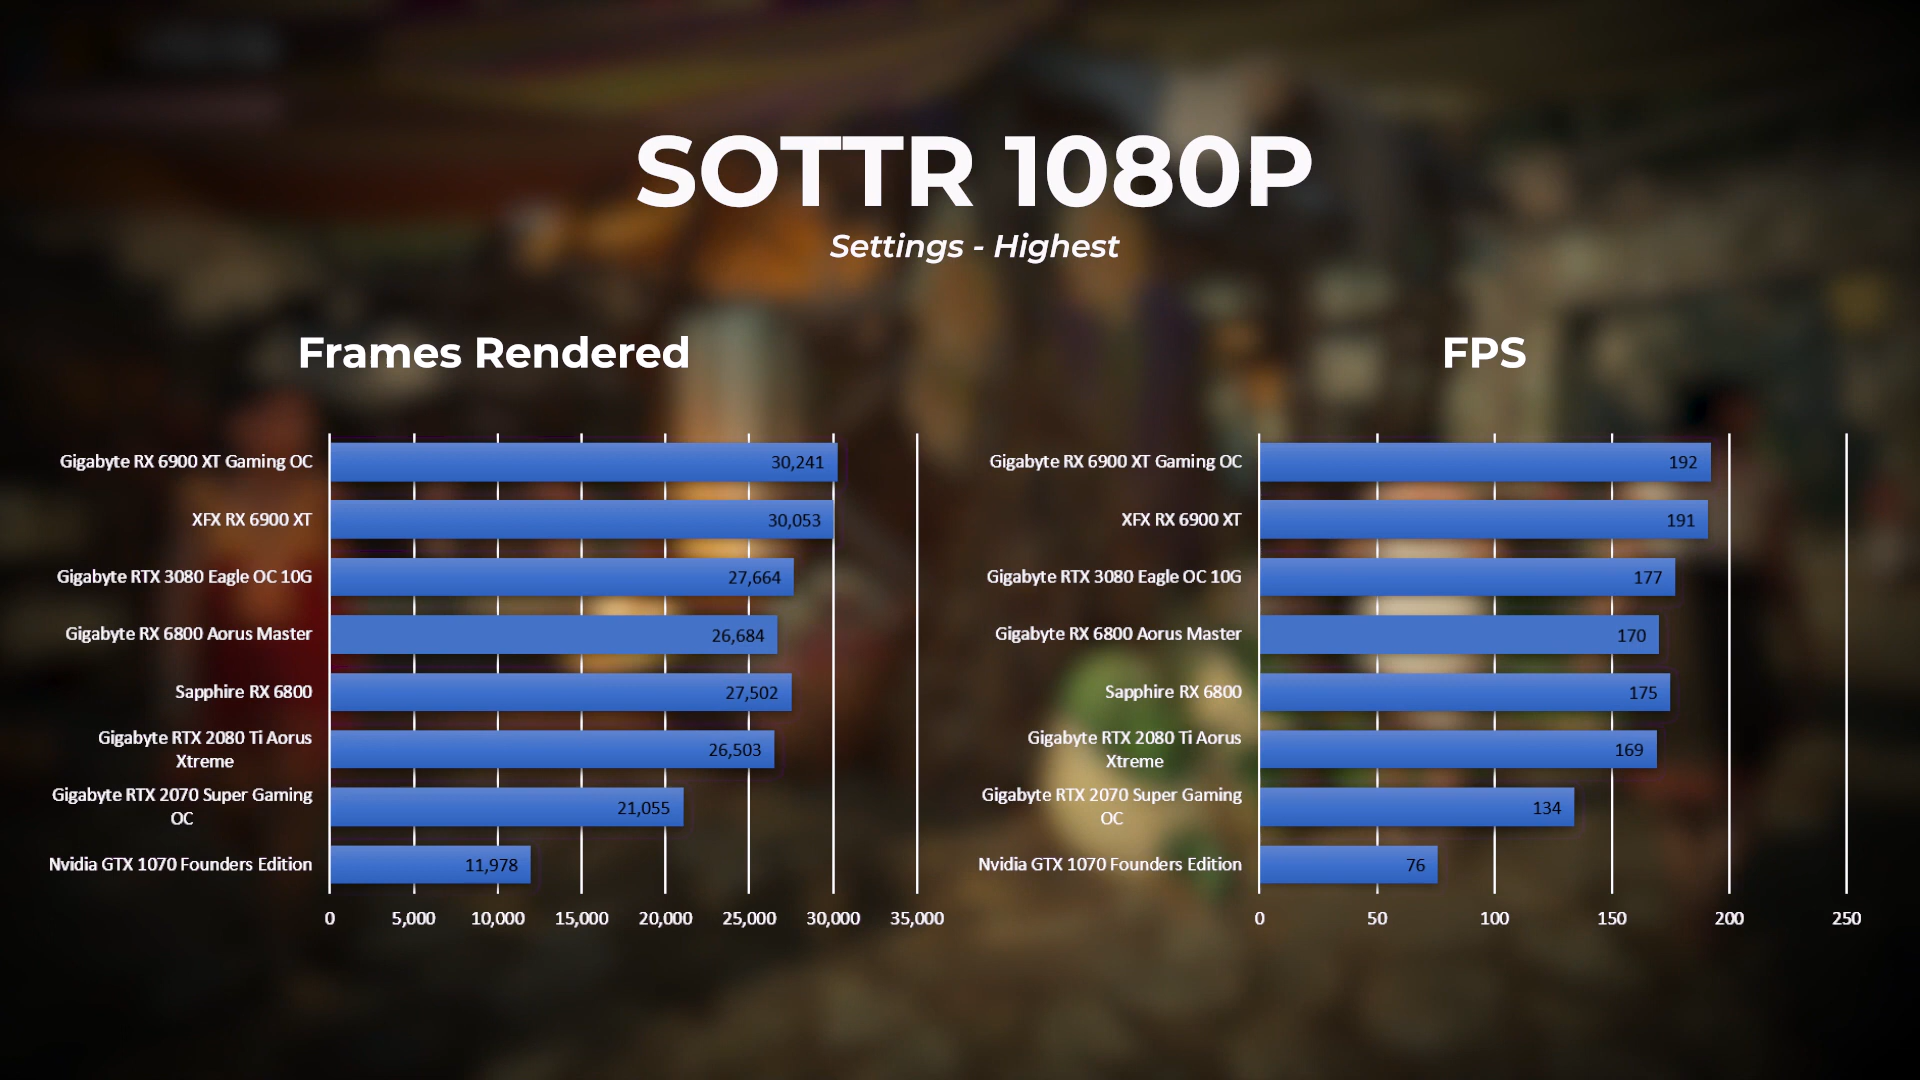 SOTTR 1080P
Settings - Highest
Frames Rendered
Gigabyte RX 6900 XT Gaming OC
30,241
XFX RX 6900 XT
30,053
Gigabyte RTX 3080 Eagle OC 10G
27,664
Gigabyte RX 6800 Aorus Master
26,684
Sapphire RX 6800
27,502
Gigabyte RTX 2080 Ti Aorus
Xtreme
26,503
Gigabyte RTX 2070 Super Gaming
OC
21,055
Nvidia GTX 1070 Founders Edition
11,978
0 5,000 10,000 15,000 20,000 25,000 30,000 35,000
FPS
Gigabyte RX 6900 XT Gaming OC
192
XFX RX 6900 XT
191
Gigabyte RTX 3080 Eagle OC 10G
177
Gigabyte RX 6800 Aorus Master
170
Sapphire RX 6800
175
Gigabyte RTX 2080 Ti Aorus
Xtreme
169
Gigabyte RTX 2070 Super Gaming
OC
134
Nvidia GTX 1070 Founders Edition
76
0 50 100 150 200 250